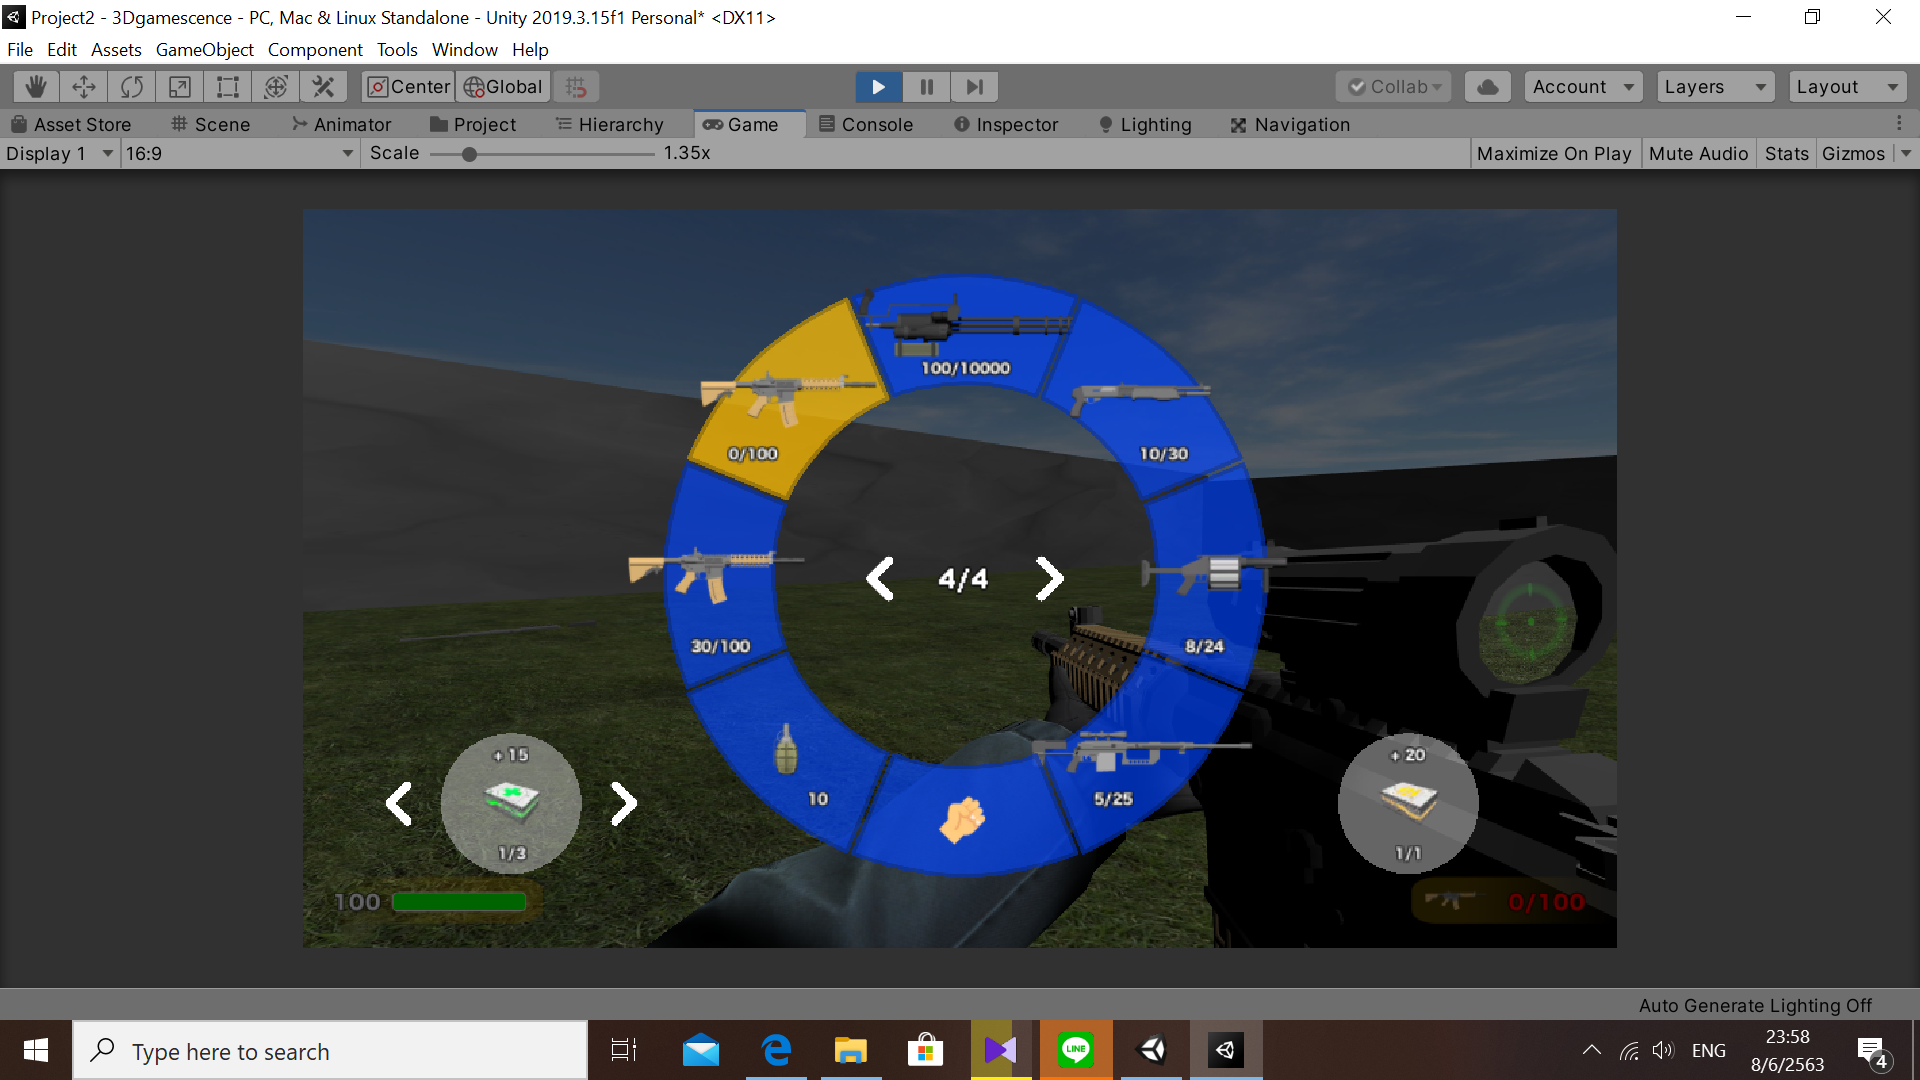 Project2 - 3Dgamescence - PC, Mac & Linux Standalone - Unity 2019.3.15f1 Personal* <DX11>
File Edit Assets GameObject Component Tools Window Help
Center Global Collab Account Layers Layout
Asset Store Scene Animator Project Hierarchy Game Console Inspector Lighting Navigation
Display 1 16:9 Scale 1.35x Maximize On Play Mute Audio Stats Gizmos
100/10000
0/100
10/30
4/4
30/100
8/24
+ 15
+ 20
10
5/25
1/3
1/1
100
0/100
Auto Generate Lighting Off
Type here to search
LINE
ENG
23:58
8/6/2563
4